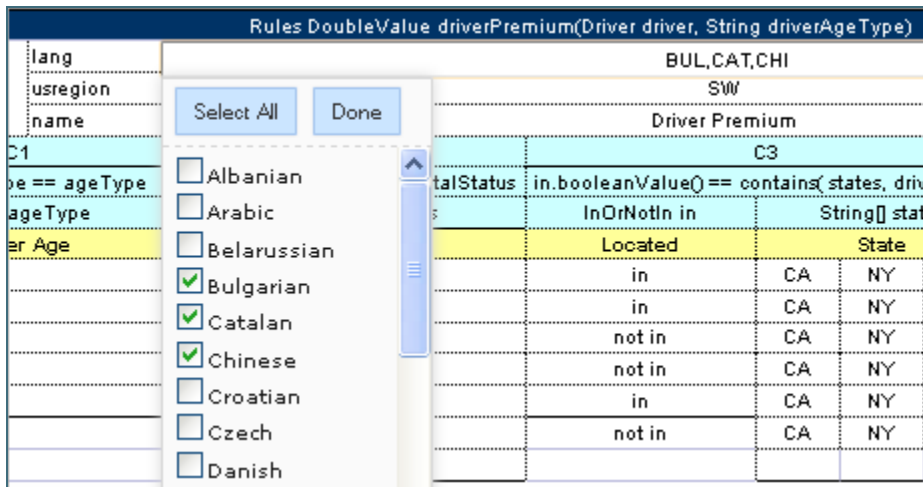 Rules DoubleValue driverPremium(Driver driver, String driverAgeType)
lang BUL,CAT,CHI
usregion SW
name Driver Premium
Select All Done
Albanian
Arabic
Belarussian
Bulgarian
Catalan
Chinese
Croatian
Czech
Danish
C1 C3
== ageType talStatus in.booleanValue() == contains( states, driv
ageType InOrNotIn in String[] stat
er Age Located State
in CA NY
in CA NY
not in CA NY
not in CA NY
in CA NY
not in CA NY